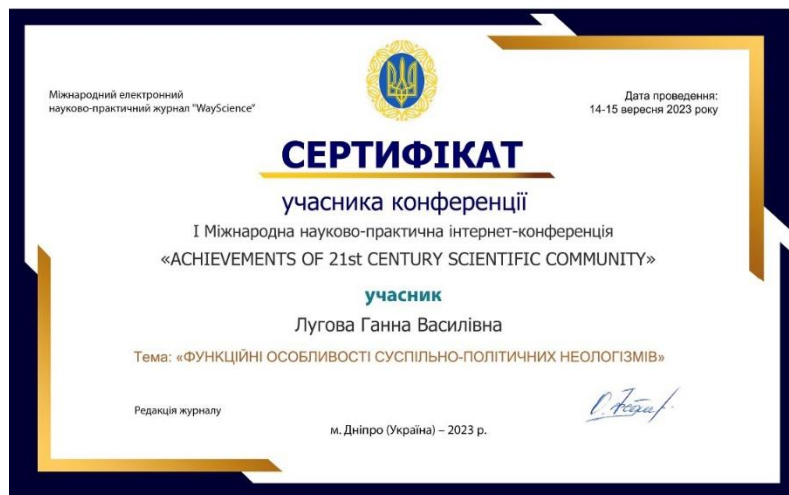 Міжнародний електронний
науково-практичний журнал "WayScience"
Дата проведення:
14-15 вересня 2023 року
СЕРТИФІКАТ
учасника конференції
І Міжнародна науково-практична інтернет-конференція
«ACHIEVEMENTS OF 21st CENTURY SCIENTIFIC COMMUNITY»
учасник
Лугова Ганна Василівна
Тема: «ФУНКЦІЙНІ ОСОБЛИВОСТІ СУСПІЛЬНО-ПОЛІТИЧНИХ НЕОЛОГІЗМІВ»
Редакція журналу
м. Дніпро (Україна) – 2023 р.